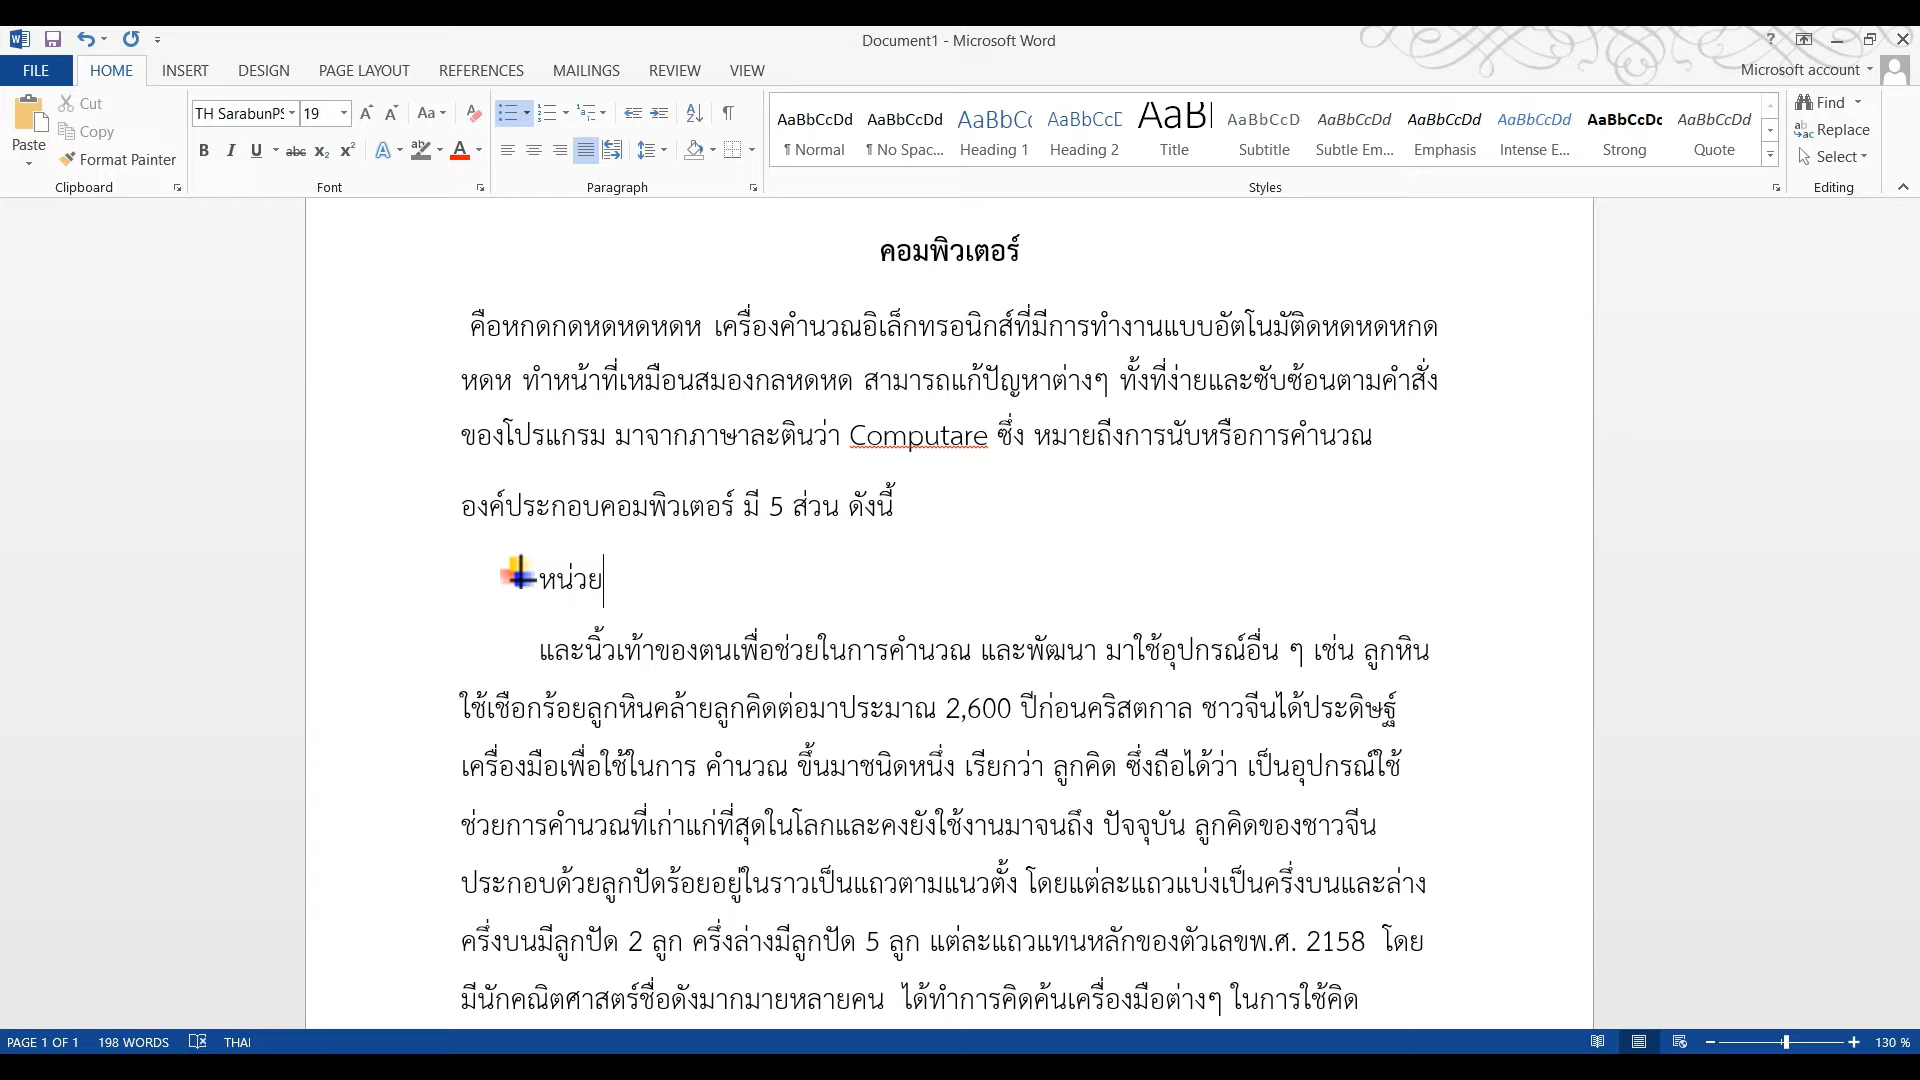 Document1 - Microsoft Word
?
FILE HOME INSERT DESIGN PAGE LAYOUT REFERENCES MAILINGS REVIEW VIEW Microsoft account
Paste
Cut
Copy
Format Painter
Clipboard
TH SarabunPS 19
Font
Paragraph
AaBbCcDd AaBbCcDd AaBbCc AaBbCcD AaBl AaBbCcD AaBbCcDd AaBbCcDd AaBbCcDd AaBbCcDc AaBbCcDd
¶ Normal ¶ No Spac... Heading 1 Heading 2 Title Subtitle Subtle Em... Emphasis Intense E... Strong Quote
Styles
Find
Replace
Select
Editing
คอมพิวเตอร์
คือหกดกดหดหดหดห เครื่องคำนวณอิเล็กทรอนิกส์ที่มีการทำงานแบบอัตโนมัติดหดหดหกด
หดห ทำหน้าที่เหมือนสมองกลหดหด สามารถแก้ปัญหาต่างๆ ทั้งที่ง่ายและซับซ้อนตามคำสั่ง
ของโปรแกรม มาจากภาษาละตินว่า Computare ซึ่ง หมายถึงการนับหรือการคำนวณ
องค์ประกอบคอมพิวเตอร์ มี 5 ส่วน ดังนี้
หน่วย
และนิ้วเท้าของตนเพื่อช่วยในการคำนวณ และพัฒนา มาใช้อุปกรณ์อื่น ๆ เช่น ลูกหิน
ใช้เชือกร้อยลูกหินคล้ายลูกคิดต่อมาประมาณ 2,600 ปีก่อนคริสตกาล ชาวจีนได้ประดิษฐ์
เครื่องมือเพื่อใช้ในการ คำนวณ ขึ้นมาชนิดหนึ่ง เรียกว่า ลูกคิด ซึ่งถือได้ว่า เป็นอุปกรณ์ใช้
ช่วยการคำนวณที่เก่าแก่ที่สุดในโลกและคงยังใช้งานมาจนถึง ปัจจุบัน ลูกคิดของชาวจีน
ประกอบด้วยลูกปัดร้อยอยู่ในราวเป็นแถวตามแนวตั้ง โดยแต่ละแถวแบ่งเป็นครึ่งบนและล่าง
ครึ่งบนมีลูกปัด 2 ลูก ครึ่งล่างมีลูกปัด 5 ลูก แต่ละแถวแทนหลักของตัวเลขพ.ศ. 2158 โดย
มีนักคณิตศาสตร์ชื่อดังมากมายหลายคน ได้ทำการคิดค้นเครื่องมือต่างๆ ในการใช้คิด
PAGE 1 OF 1 198 WORDS THAI 130 %